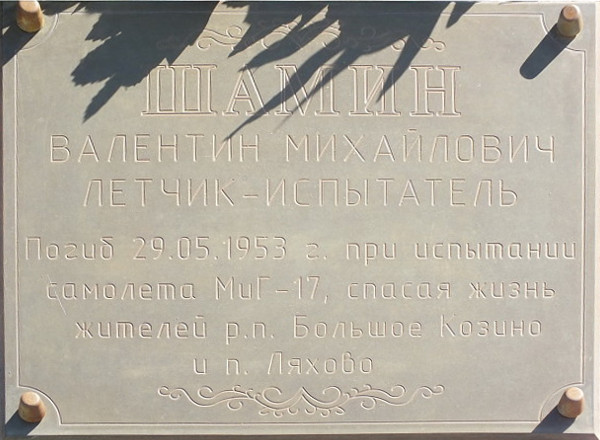 ШАМИН
ВАЛЕНТИН МИХАЙЛОВИЧ
ЛЕТЧИК-ИСПЫТАТЕЛЬ
Погиб 29.05.1953 г. при испытании
самолета МиГ-17, спасая жизнь
жителей р.п. Большое Козино
и п. Ляхово